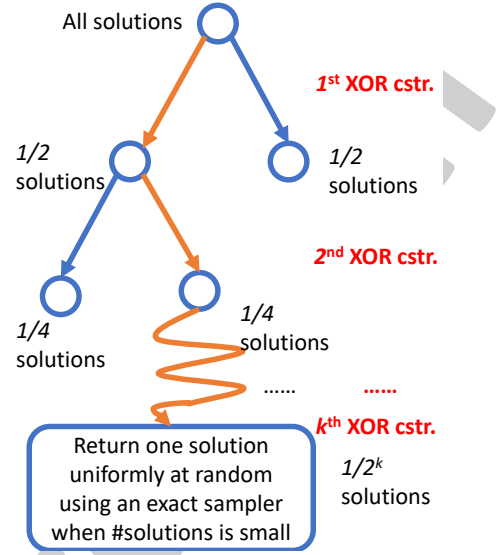 All solutions
1st XOR cstr.
1/2
solutions
1/2
solutions
2nd XOR cstr.
1/4
solutions
1/4
solutions
......
......
kth XOR cstr.
Return one solution
uniformly at random
using an exact sampler
when #solutions is small
1/2k
solutions